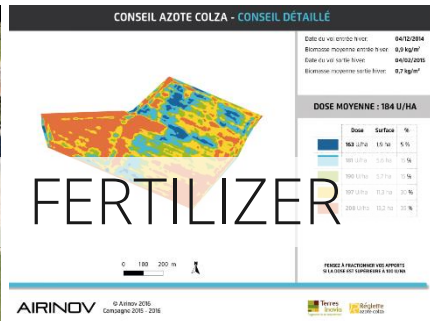 CONSEIL AZOTE COLZA - CONSEIL DÉTAILLÉ
Date du vol entrée hiver: 04/12/2014
Biomasse moyenne entrée hiver: 0,9 kg/m²
Date du vol sortie hiver: 04/02/2015
Biomasse moyenne sortie hiver: 0,7 kg/m²
DOSE MOYENNE : 184 U/HA
Dose Surface %
163 U/ha 1,9 ha 5 %
FERTILIZER
0 100 200 m
PENSEZ À FRACTIONNER VOS APPORTS
SI LA DOSE EST SUPÉRIEURE À 100 U/HA
AIRINOV
© Airinov 2016
Campagne 2015 - 2016
Terres
Inovia
Réglette
azote colza